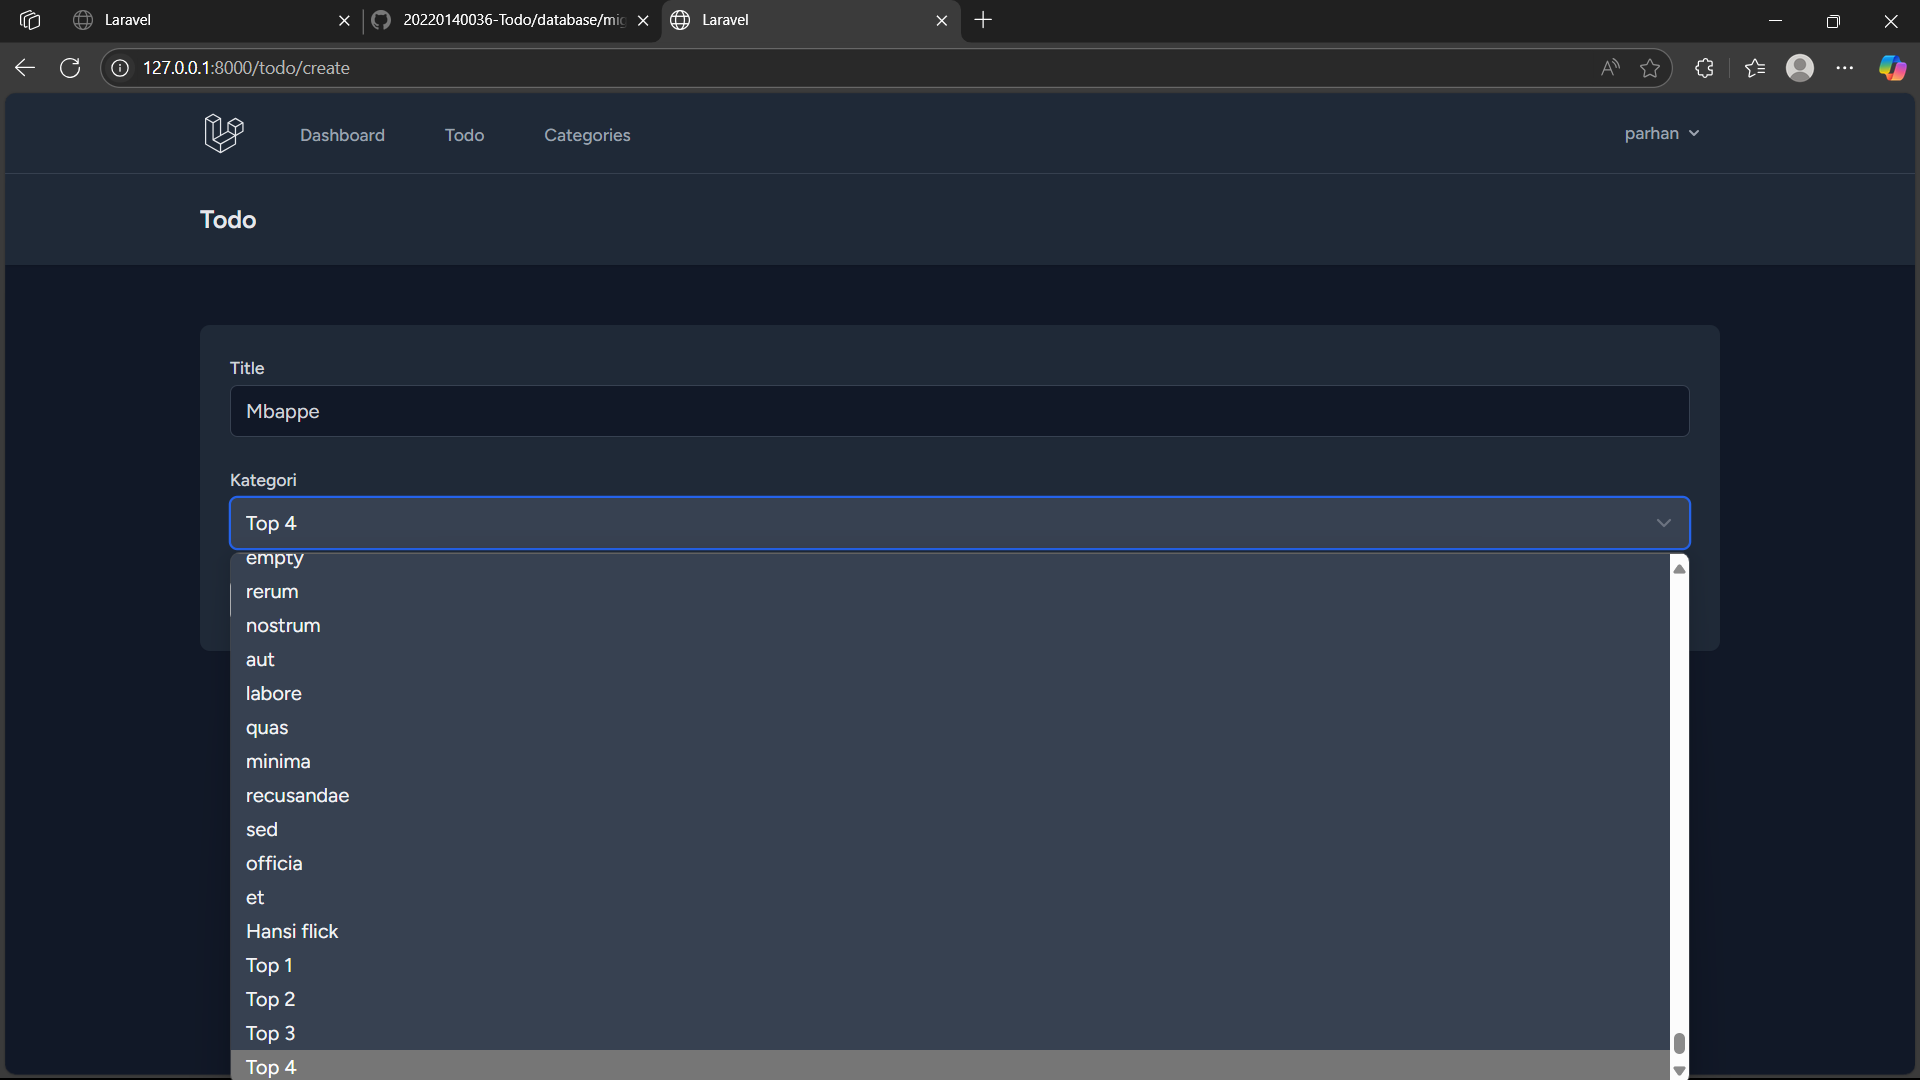 Laravel
20220140036-Todo/database/mig
Laravel
127.0.0.1:8000/todo/create
Dashboard
Todo
Categories
parhan
Todo
Title
Mbappe
Kategori
Top 4
empty
rerum
nostrum
aut
labore
quas
minima
recusandae
sed
officia
et
Hansi flick
Top 1
Top 2
Top 3
Top 4